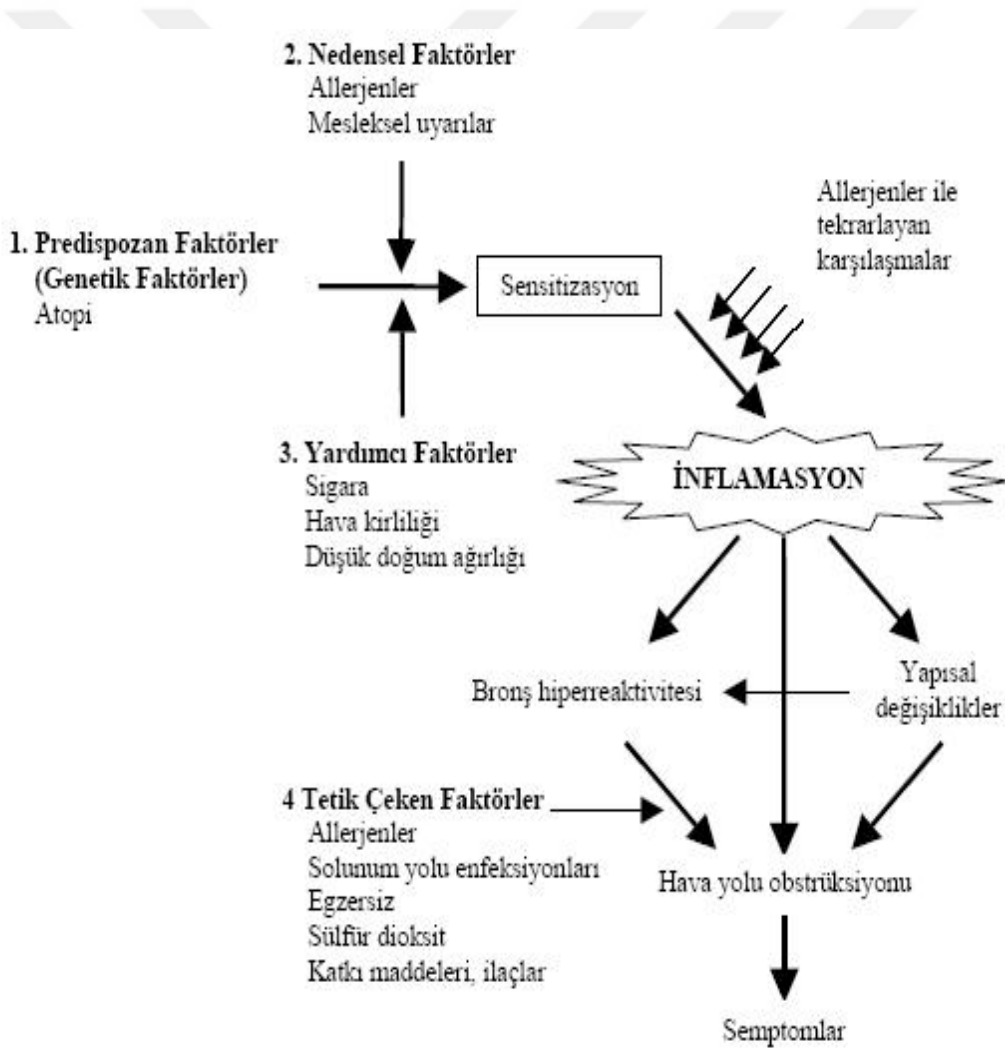 2. Nedensel Faktörler
Allerjenler
Mesleksel uyarılar
Allerjenler ile
tekrarlayan
karşılaşmalar
1. Predispozan Faktörler
(Genetik Faktörler)
Atopi
Sensitizasyon
3. Yardımcı Faktörler
Sigara
Hava kirliliği
Düşük doğum ağırlığı
İNFLAMASYON
Bronş hiperreaktivitesi
Yapısal
değişiklikler
4 Tetik Çeken Faktörler
Allerjenler
Solunum yolu enfeksiyonları
Egzersiz
Sülfür dioksit
Katkı maddeleri, ilaçlar
Hava yolu obstrüksiyonu
Semptomlar